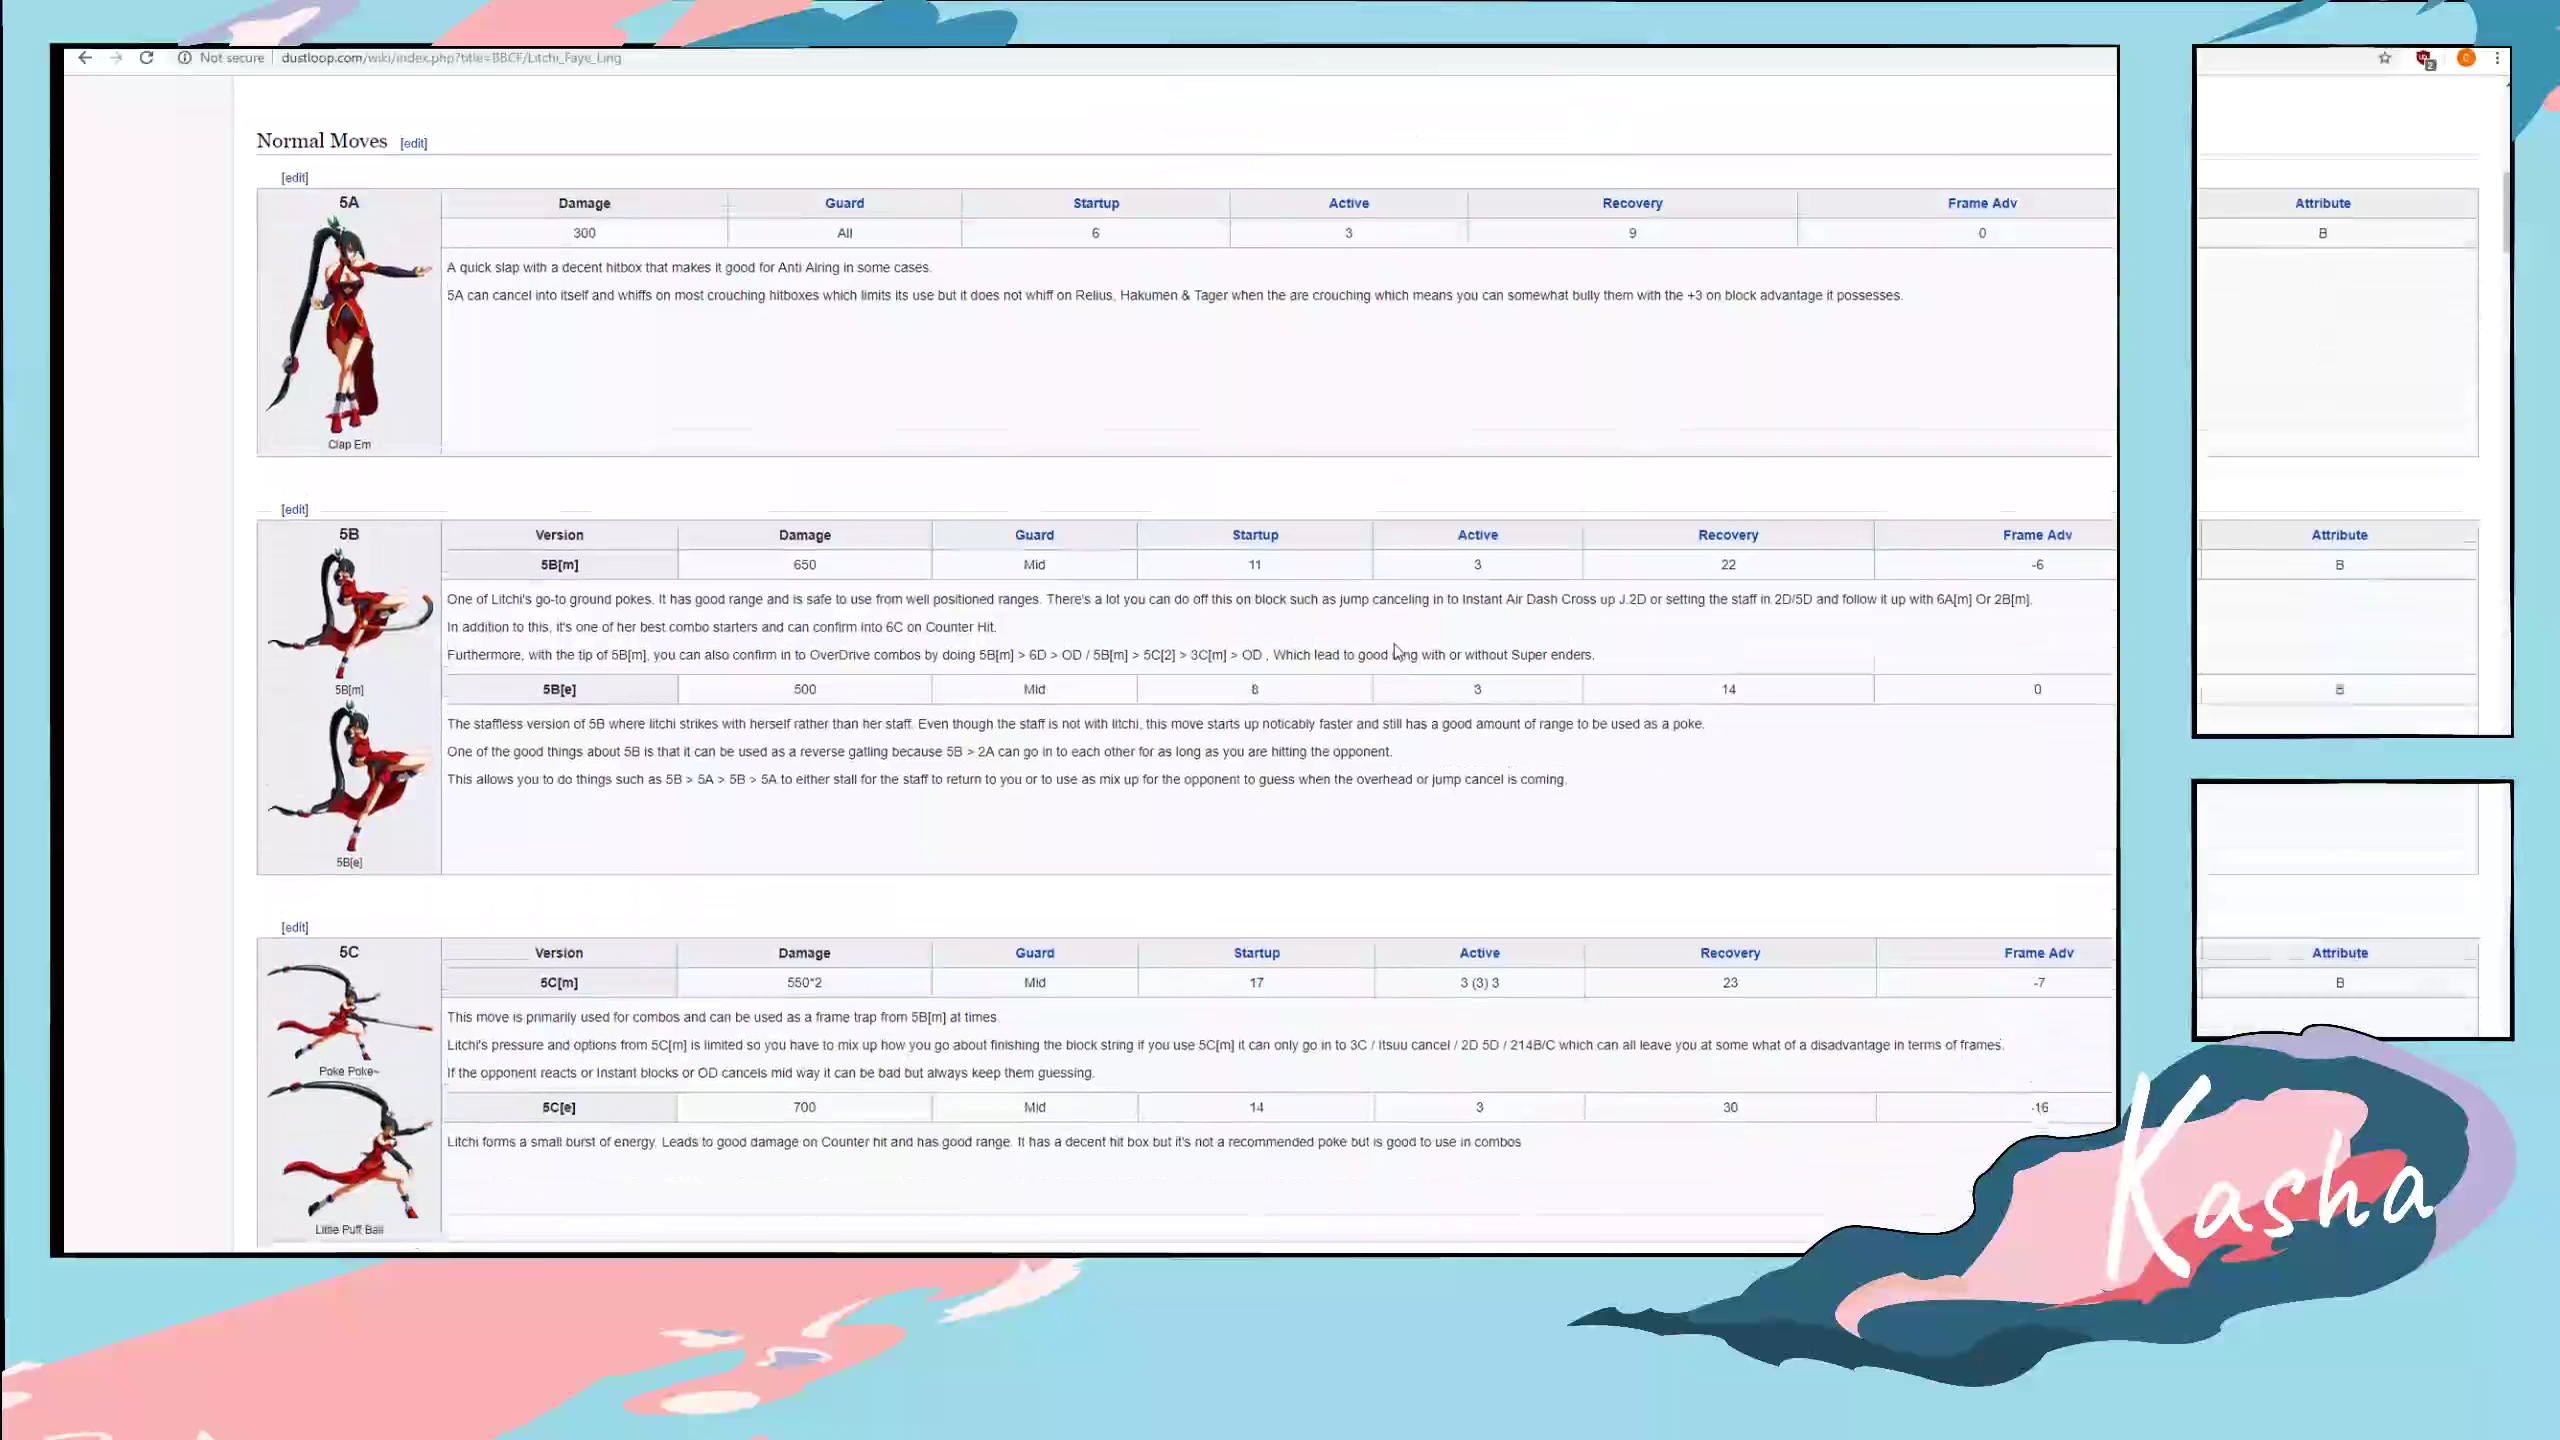 Not secure dustloop.com/wiki/index.php?title=BBCF/Litchi_Faye_Ling
2
Normal Moves [edit]
[edit]
5A Damage Guard Startup Active Recovery Frame Adv Attribute
300 All 6 3 9 0 B
A quick slap with a decent hitbox that makes it good for Anti Airing in some cases.
5A can cancel into itself and whiffs on most crouching hitboxes which limits its use but it does not whiff on Relius, Hakumen & Tager when the are crouching which means you can somewhat bully them with the +3 on block advantage it possesses.
Clap Em
[edit]
5B Version Damage Guard Startup Active Recovery Frame Adv Attribute
5B[m] 650 Mid 11 3 22 -6 B
One of Litchi's go-to ground pokes. It has good range and is safe to use from well positioned ranges. There's a lot you can do off this on block such as jump canceling in to Instant Air Dash Cross up J.2D or setting the staff in 2D/5D and follow it up with 6A[m] Or 2B[m].
In addition to this, it's one of her best combo starters and can confirm into 6C on Counter Hit.
Furthermore, with the tip of 5B[m], you can also confirm in to OverDrive combos by doing 5B[m] > 6D > OD / 5B[m] > 5C[2] > 3C[m] > OD , Which lead to good dmg with or without Super enders.
5B[m]
5B[e] 500 Mid 8 3 14 0 B
The staffless version of 5B where litchi strikes with herself rather than her staff. Even though the staff is not with litchi, this move starts up noticably faster and still has a good amount of range to be used as a poke.
One of the good things about 5B is that it can be used as a reverse gatling because 5B > 2A can go in to each other for as long as you are hitting the opponent.
This allows you to do things such as 5B > 5A > 5B > 5A to either stall for the staff to return to you or to use as mix up for the opponent to guess when the overhead or jump cancel is coming.
5B[e]
[edit]
5C Version Damage Guard Startup Active Recovery Frame Adv Attribute
5C[m] 550*2 Mid 17 3 (3) 3 23 -7 B
This move is primarily used for combos and can be used as a frame trap from 5B[m] at times.
Litchi's pressure and options from 5C[m] is limited so you have to mix up how you go about finishing the block string if you use 5C[m] it can only go in to 3C / Itsuu cancel / 2D 5D / 214B/C which can all leave you at some what of a disadvantage in terms of frames.
If the opponent reacts or Instant blocks or OD cancels mid way it can be bad but always keep them guessing.
Poke Poke~
5C[e] 700 Mid 14 3 30 -16
Litchi forms a small burst of energy. Leads to good damage on Counter hit and has good range. It has a decent hit box but it's not a recommended poke but is good to use in combos
Little Puff Ball
Kasha